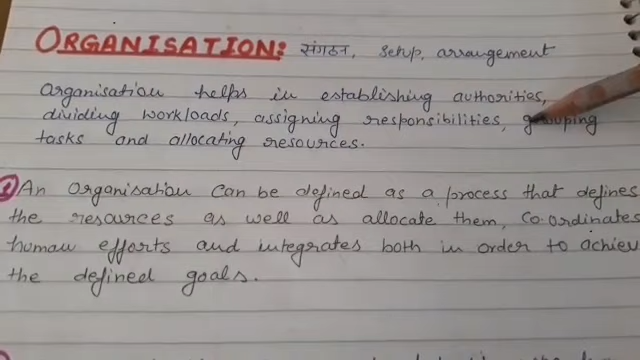 ORGANISATION: संगठन, setup, arrangement
Organisation helps in establishing authorities,
dividing workloads, assigning responsibilities, grouping
tasks and allocating resources.
1 An Organisation can be defined as a process that defines
the resources as well as allocate them, Co-ordinates
human efforts and integrates both in order to achiev
the defined goals.